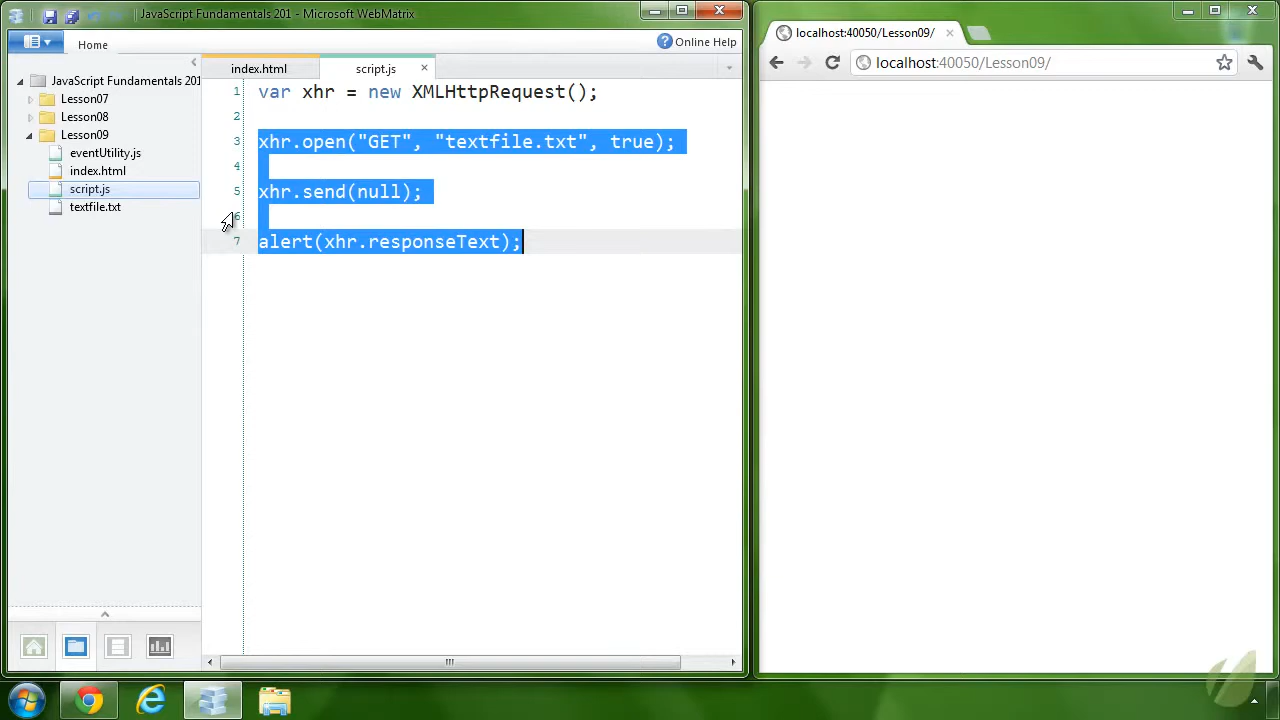 JavaScript Fundamentals 201 - Microsoft WebMatrix
Home
Online Help
JavaScript Fundamentals 201
Lesson07
Lesson08
Lesson09
eventUtility.js
index.html
script.js
textfile.txt
index.html
script.js
1 var xhr = new XMLHttpRequest();
2
3 xhr.open("GET", "textfile.txt", true);
4
5 xhr.send(null);
6
7 alert(xhr.responseText);
localhost:40050/Lesson09/
localhost:40050/Lesson09/